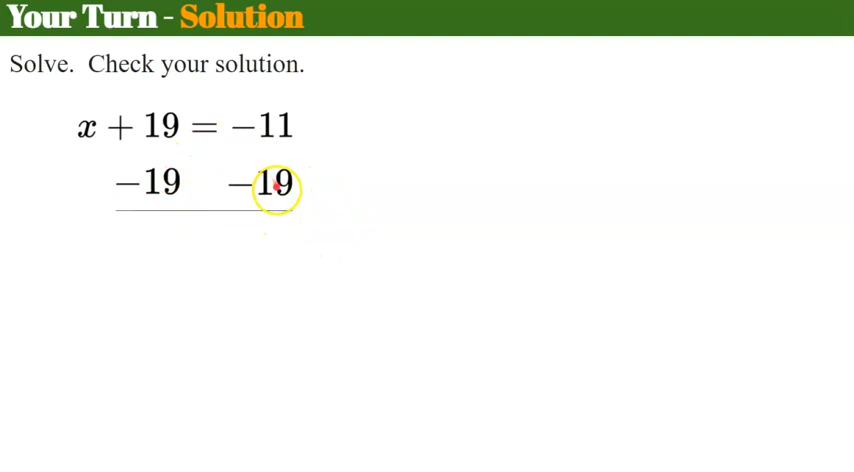 Your Turn - Solution
Solve. Check your solution.
x + 19 = −11
−19 −19